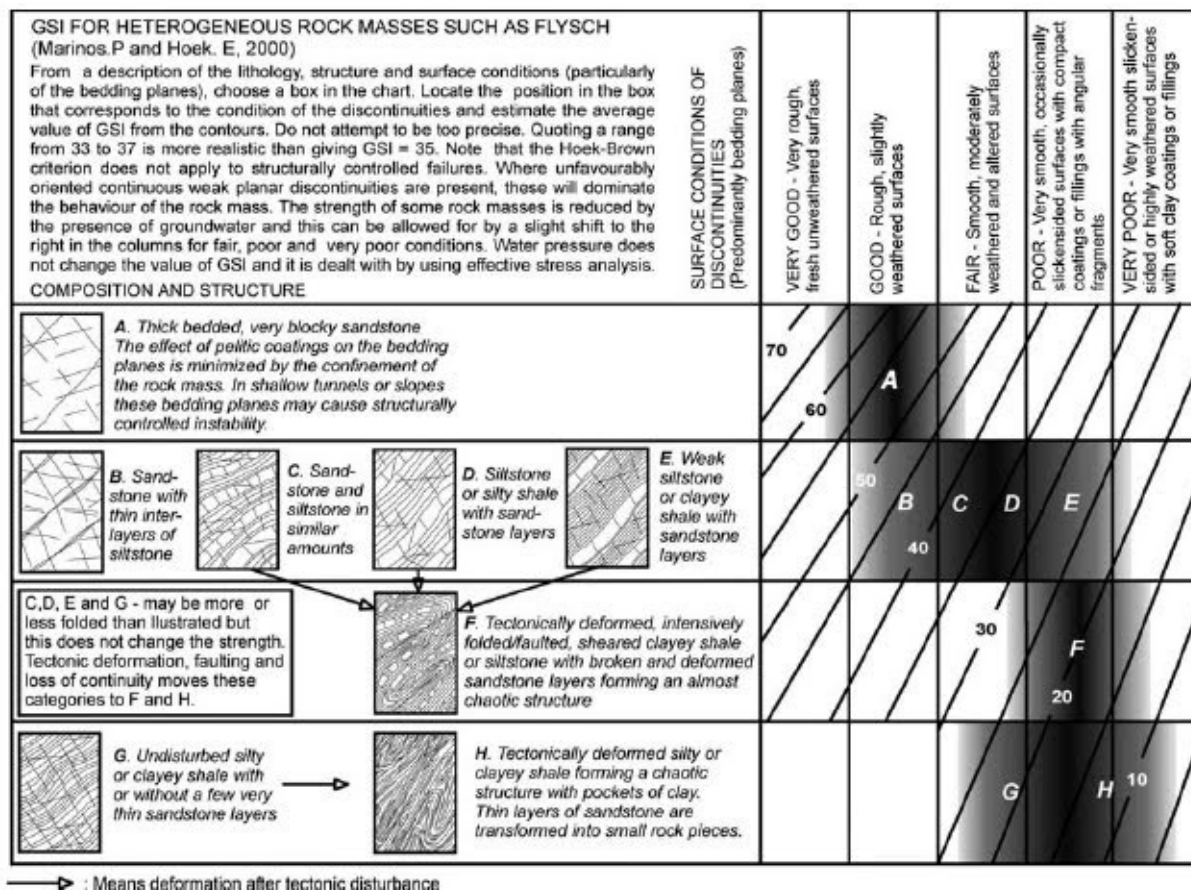 GSI FOR HETEROGENEOUS ROCK MASSES SUCH AS FLYSCH
(Marinos.P and Hoek. E, 2000)
From a description of the lithology, structure and surface conditions (particularly
of the bedding planes), choose a box in the chart. Locate the position in the box
that corresponds to the condition of the discontinuities and estimate the average
value of GSI from the contours. Do not attempt to be too precise. Quoting a range
from 33 to 37 is more realistic than giving GSI = 35. Note that the Hoek-Brown
criterion does not apply to structurally controlled failures. Where unfavourably
oriented continuous weak planar discontinuities are present, these will dominate
the behaviour of the rock mass. The strength of some rock masses is reduced by
the presence of groundwater and this can be allowed for by a slight shift to the
right in the columns for fair, poor and very poor conditions. Water pressure does
not change the value of GSI and it is dealt with by using effective stress analysis.
COMPOSITION AND STRUCTURE
SURFACE CONDITIONS OF
DISCONTINUITIES
(Predominantly bedding planes)
VERY GOOD - Very rough,
fresh unweathered surfaces
GOOD - Rough, slightly
weathered surfaces
FAIR - Smooth, moderately
weathered and altered surfaces
POOR - Very smooth, occasionally
slickensided surfaces with compact
coatings or fillings with angular
fragments
VERY POOR - Very smooth slicken-
sided or highly weathered surfaces
with soft clay coatings or fillings
A. Thick bedded, very blocky sandstone
The effect of pelitic coatings on the bedding
planes is minimized by the confinement of
the rock mass. In shallow tunnels or slopes
these bedding planes may cause structurally
controlled instability.
70
60
A
B. Sand-
stone with
thin inter-
layers of
siltstone
C. Sand-
stone and
siltstone in
similar
amounts
D. Siltstone
or silty shale
with sand-
stone layers
E. Weak
siltstone
or clayey
shale with
sandstone
layers
50
B
C
D
E
40
C,D, E and G - may be more or
less folded than llustrated but
this does not change the strength.
Tectonic deformation, faulting and
loss of continuity moves these
categories to F and H.
F. Tectonically deformed, intensively
folded/faulted, sheared clayey shale
or siltstone with broken and deformed
sandstone layers forming an almost
chaotic structure
30
F
20
G. Undisturbed silty
or clayey shale with
or without a few very
thin sandstone layers
H. Tectonically deformed silty or
clayey shale forming a chaotic
structure with pockets of clay.
Thin layers of sandstone are
transformed into small rock pieces.
G
H
10
: Means deformation after tectonic disturbance